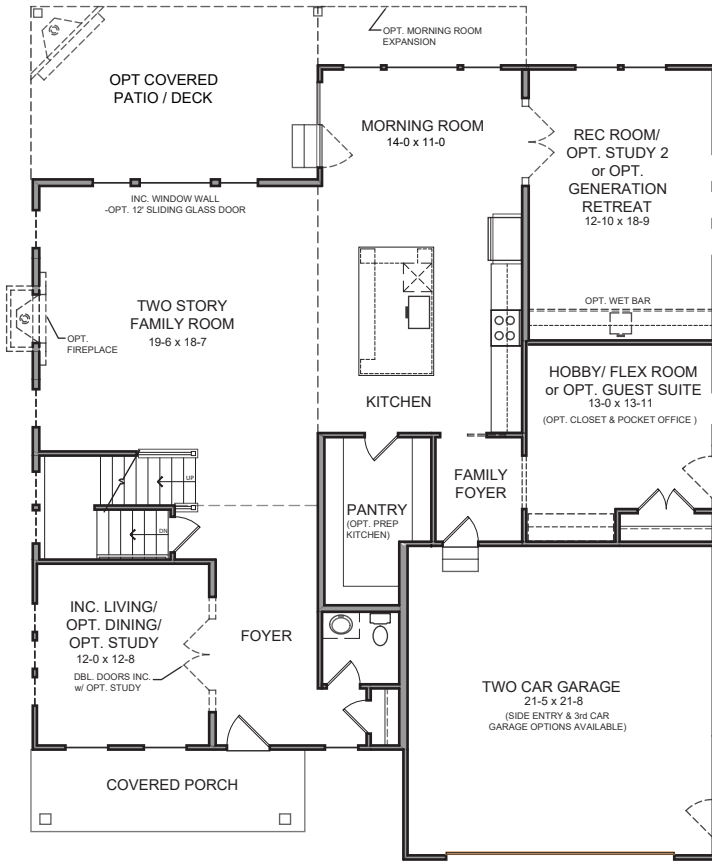 OPT. MORNING ROOM
EXPANSION
OPT COVERED
PATIO / DECK
MORNING ROOM
14-0 x 11-0
REC ROOM/
OPT. STUDY 2
or OPT.
GENERATION
RETREAT
12-10 x 18-9
INC. WINDOW WALL
-OPT. 12' SLIDING GLASS DOOR
TWO STORY
FAMILY ROOM
19-6 x 18-7
OPT.
FIREPLACE
OPT. WET BAR
KITCHEN
HOBBY/ FLEX ROOM
or OPT. GUEST SUITE
13-0 x 13-11
(OPT. CLOSET & POCKET OFFICE )
UP
DN
PANTRY
(OPT. PREP
KITCHEN)
FAMILY
FOYER
INC. LIVING/
OPT. DINING/
OPT. STUDY
12-0 x 12-8
DBL. DOORS INC.
w/ OPT. STUDY
FOYER
TWO CAR GARAGE
21-5 x 21-8
(SIDE ENTRY & 3rd CAR
GARAGE OPTIONS AVAILABLE)
COVERED PORCH